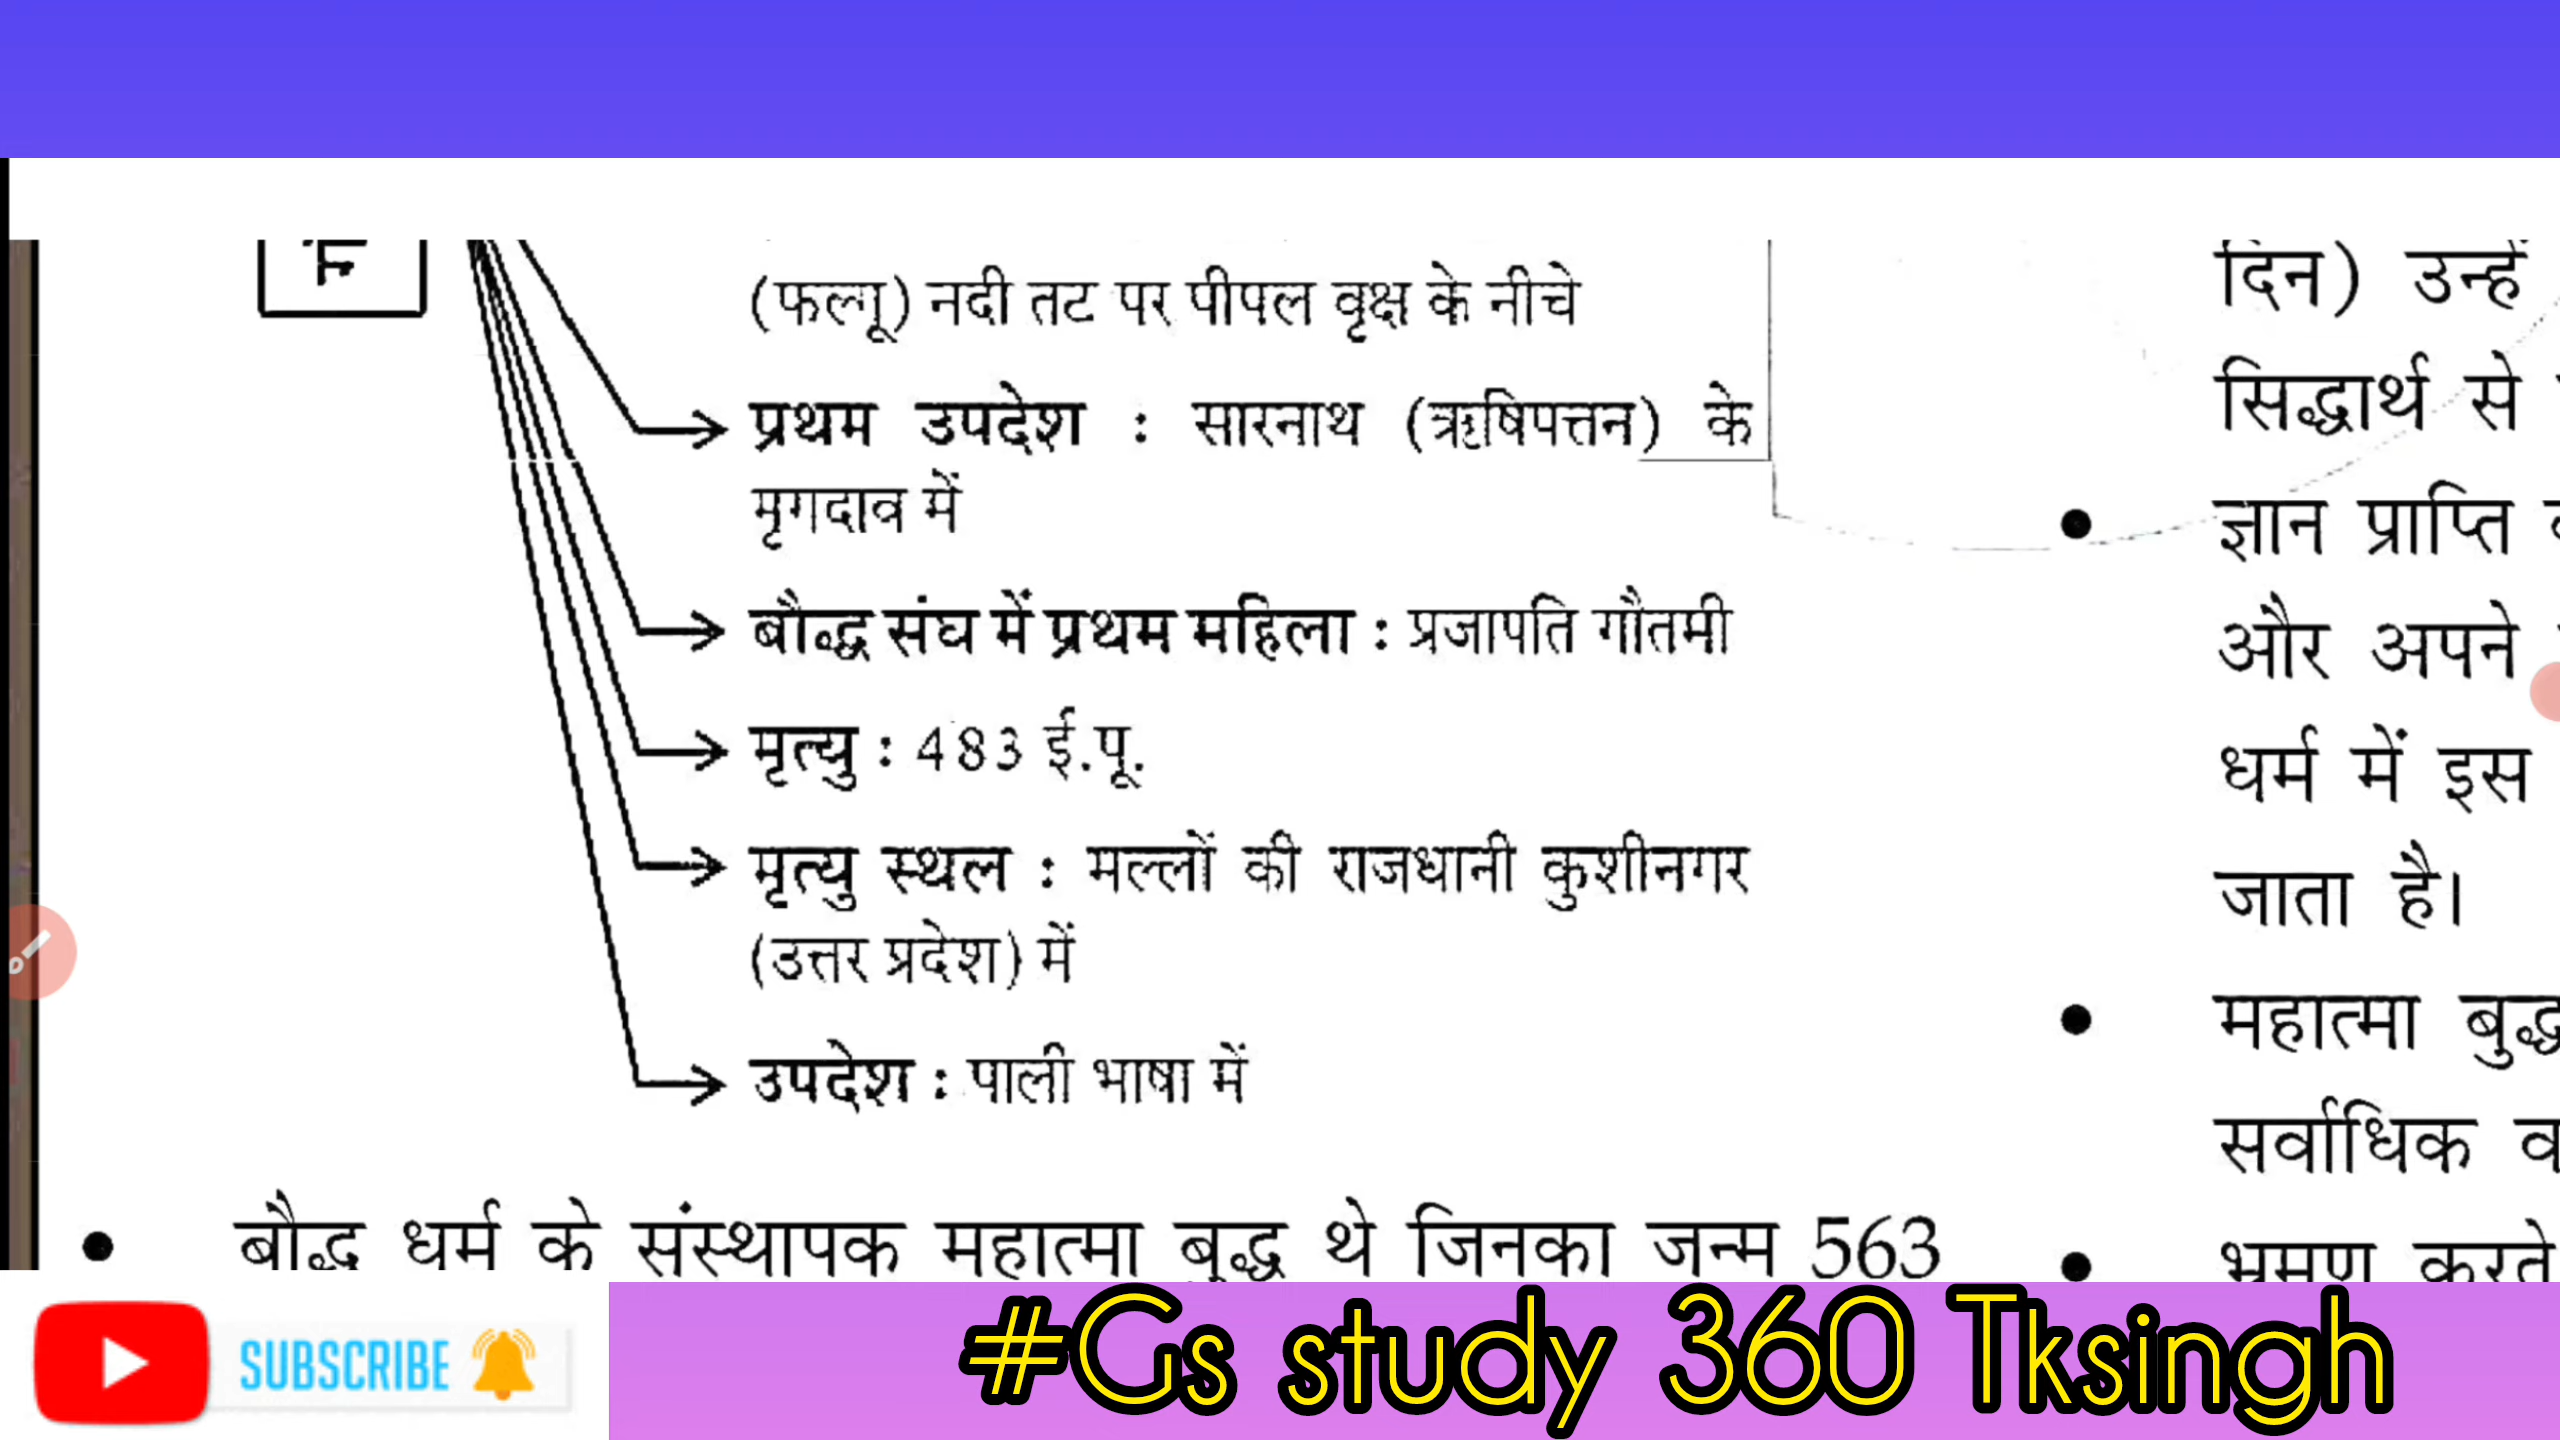 (फल्गू) नदी तट पर पीपल वृक्ष के नीचे
प्रथम उपदेश : सारनाथ (ऋषिपत्तन) के
मृगदाव में
बौद्ध संघ में प्रथम महिला : प्रजापति गौतमी
मृत्यु : 483 ई.पू.
मृत्यु स्थल : मल्लों की राजधानी कुशीनगर
(उत्तर प्रदेश) में
उपदेश : पाली भाषा में
• बौद्ध धर्म के संस्थापक महात्मा बुद्ध थे जिनका जन्म 563
दिन) उन्हें
सिद्धार्थ से
• ज्ञान प्राप्ति
और अपने
धर्म में इस
जाता है।
• महात्मा बुद्ध
सर्वाधिक
• भ्रमण करते
SUBSCRIBE
#Gs study 360 Tksingh